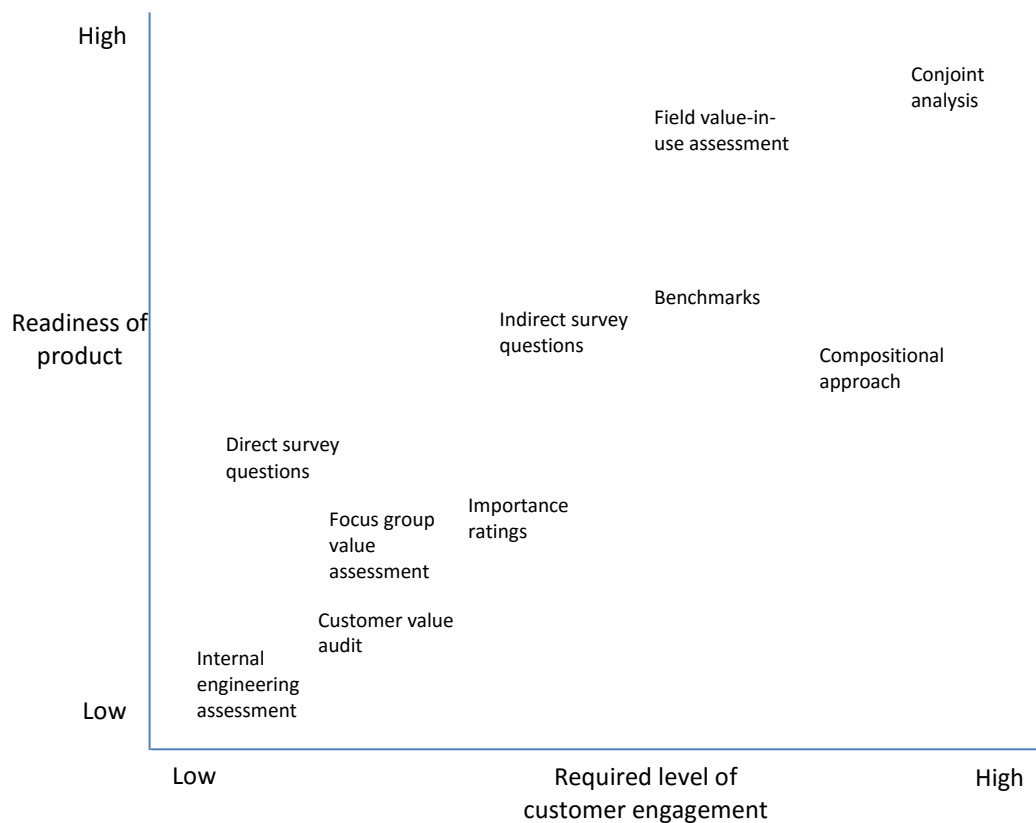 High
Conjoint
analysis
Field value-in-
use assessment
Benchmarks
Indirect survey
questions
Readiness of
product
Compositional
approach
Direct survey
questions
Importance
ratings
Focus group
value
assessment
Customer value
audit
Internal
engineering
assessment
Low
Low
Required level of
customer engagement
High